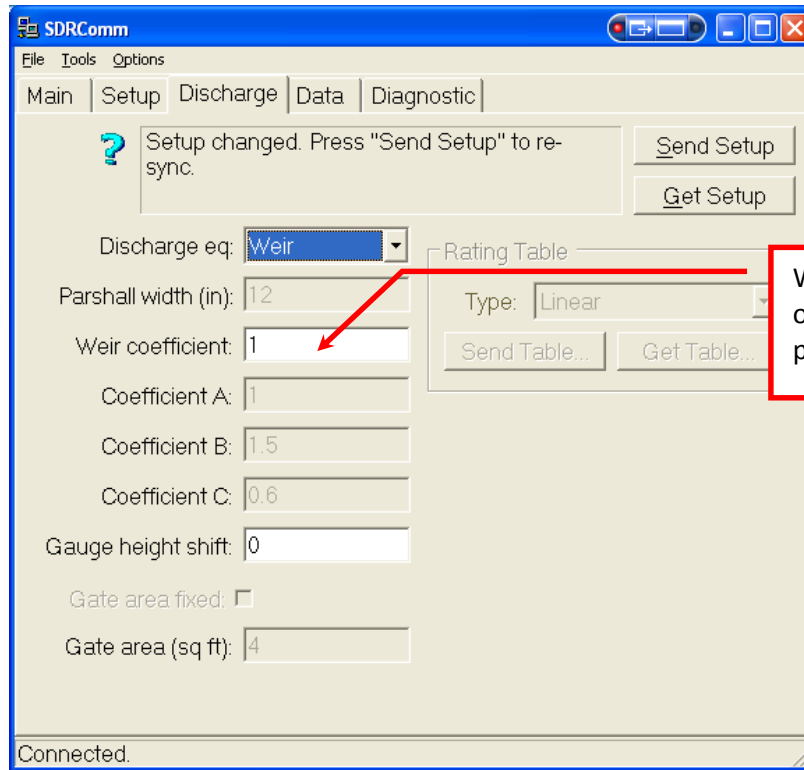 SDRComm
File Tools Options
Main Setup Discharge Data Diagnostic
Setup changed. Press "Send Setup" to re-
sync.
Send Setup
Get Setup
Discharge eq: Weir
Parshall width (in): 12
Weir coefficient: 1
Coefficient A: 1
Coefficient B: 1.5
Coefficient C: 0.6
Gauge height shift: 0
Gate area fixed:
Gate area (sq ft): 4
Rating Table
Type: Linear
Send Table... Get Table...
Connected.